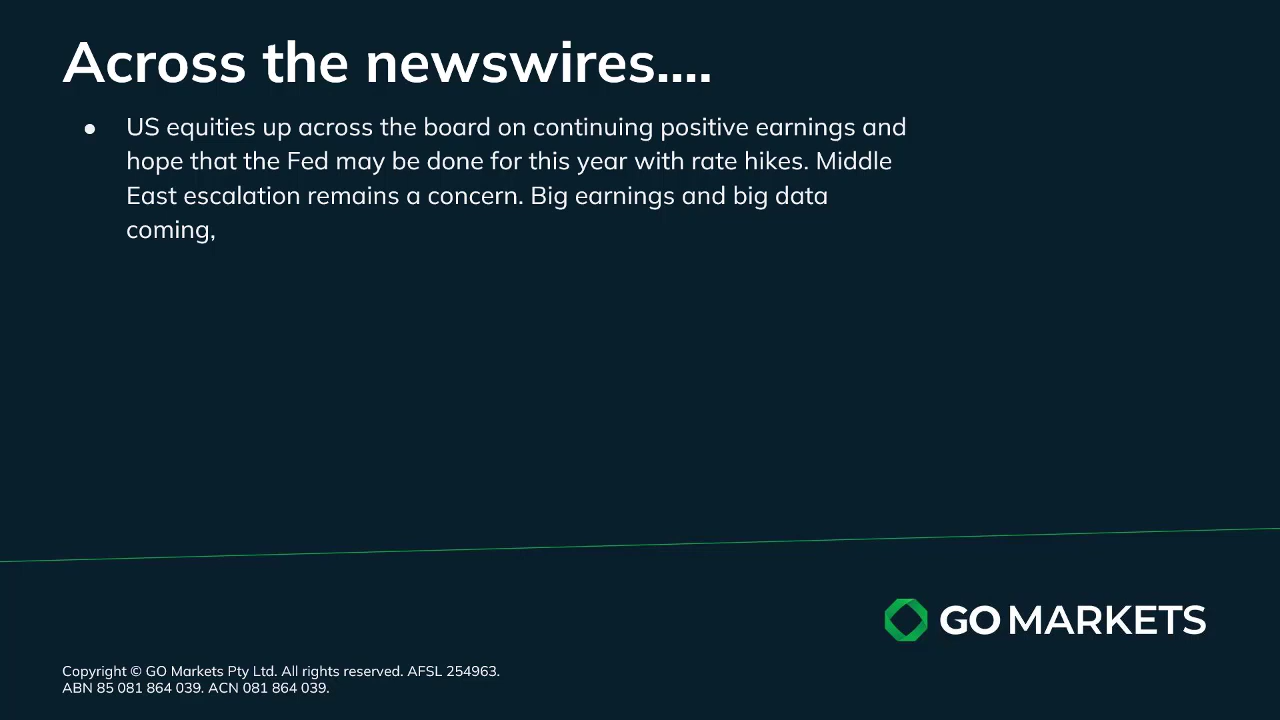 Across the newswires....
● US equities up across the board on continuing positive earnings and
hope that the Fed may be done for this year with rate hikes. Middle
East escalation remains a concern. Big earnings and big data
coming,
GO MARKETS
Copyright © GO Markets Pty Ltd. All rights reserved. AFSL 254963.
ABN 85 081 864 039. ACN 081 864 039.